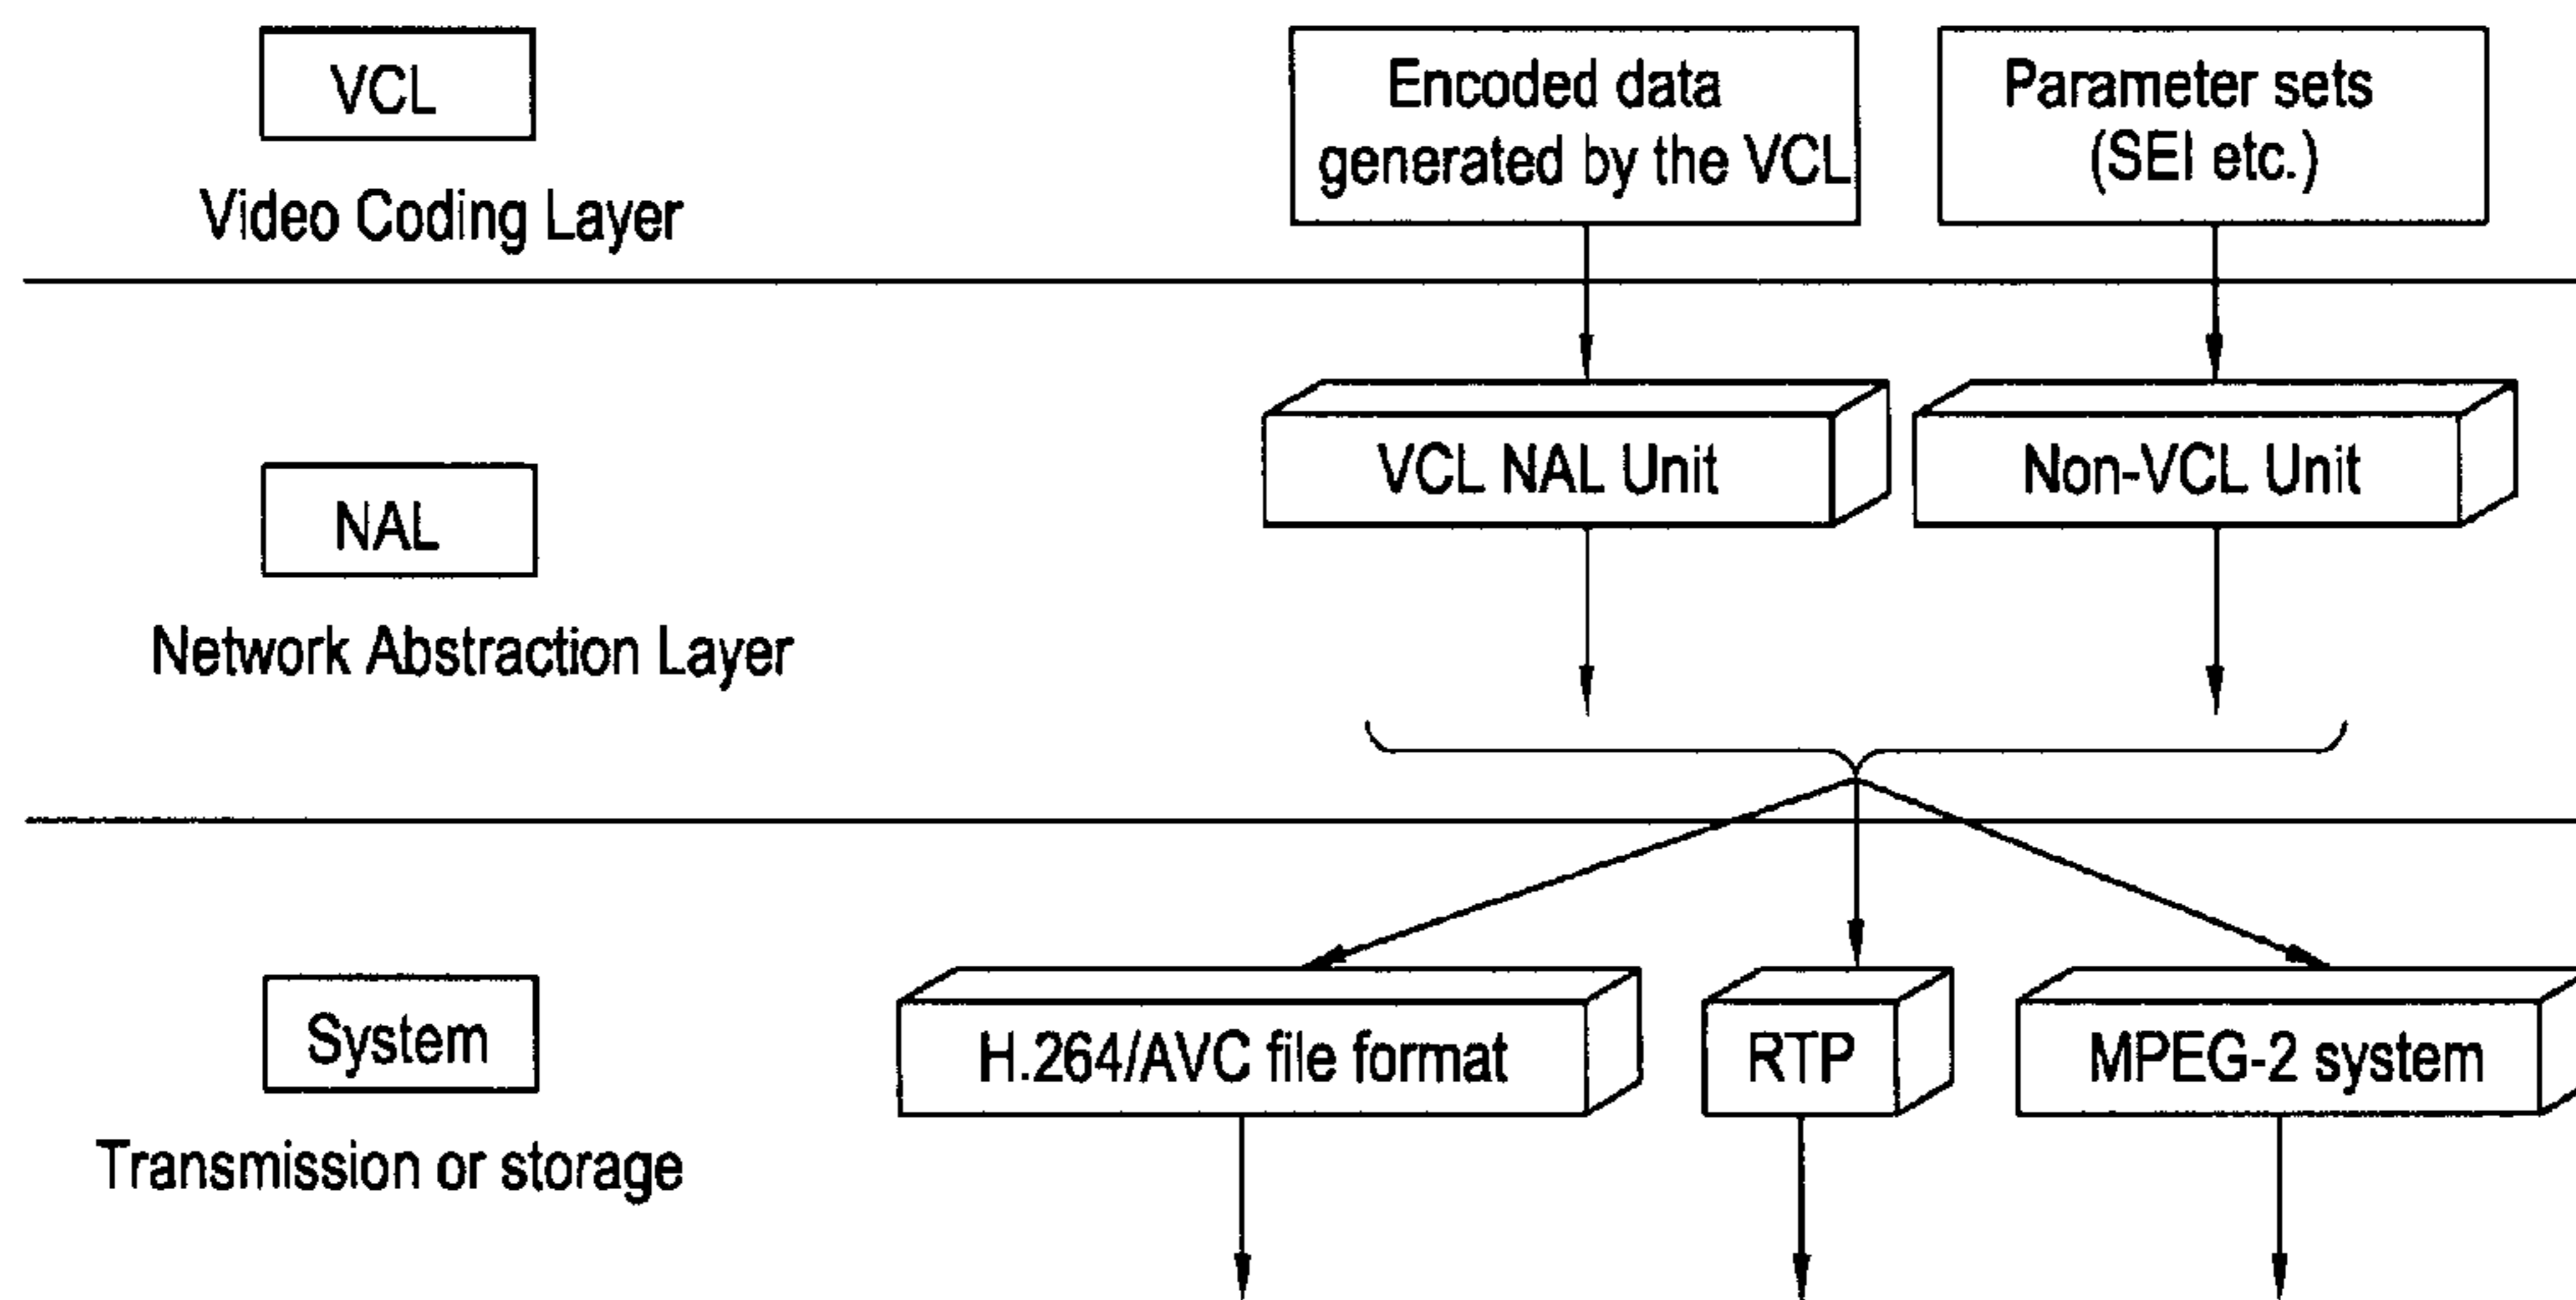 VCL
Video Coding Layer
Encoded data
generated by the VCL
Parameter sets
(SEI etc.)
NAL
Network Abstraction Layer
VCL NAL Unit
Non-VCL Unit
System
Transmission or storage
H.264/AVC file format
RTP
MPEG-2 system